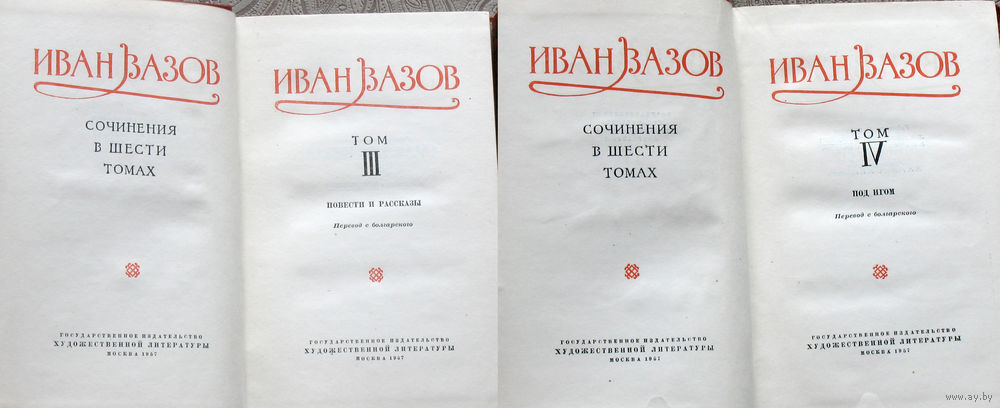 ИВАН ВАЗОВ
СОЧИНЕНИЯ
В ШЕСТИ
ТОМАХ
ГОСУДАРСТВЕННОЕ ИЗДАТЕЛЬСТВО
ХУДОЖЕСТВЕННОЙ ЛИТЕРАТУРЫ
МОСКВА 1957
ИВАН ВАЗОВ
ТОМ
III
ПОВЕСТИ И РАССКАЗЫ
Перевод с болгарского
ГОСУДАРСТВЕННОЕ ИЗДАТЕЛЬСТВО
ХУДОЖЕСТВЕННОЙ ЛИТЕРАТУРЫ
МОСКВА 1957
ИВАН ВАЗОВ
СОЧИНЕНИЯ
В ШЕСТИ
ТОМАХ
ГОСУДАРСТВЕННОЕ ИЗДАТЕЛЬСТВО
ХУДОЖЕСТВЕННОЙ ЛИТЕРАТУРЫ
МОСКВА 1957
ИВАН ВАЗОВ
ТОМ
IV
ПОД ИГОМ
Перевод с болгарского
ГОСУДАРСТВЕННОЕ ИЗДАТЕЛЬСТВО
ХУДОЖЕСТВЕННОЙ ЛИТЕРАТУРЫ
МОСКВА 1957
www.ay.by